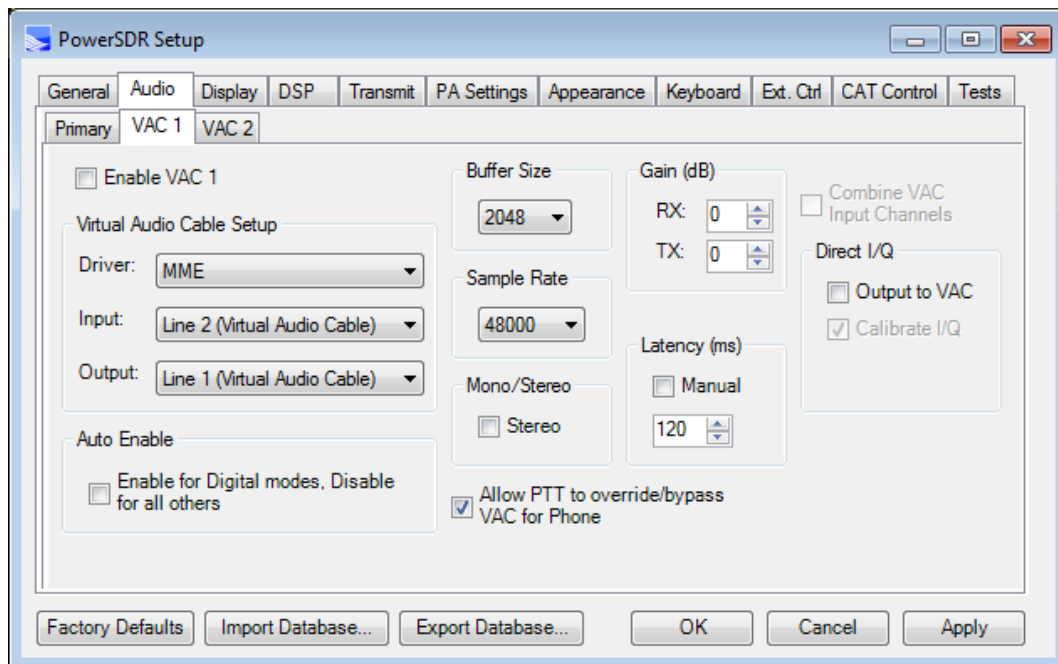 PowerSDR Setup
General Audio Display DSP Transmit PA Settings Appearance Keyboard Ext. Ctrl CAT Control Tests
Primary VAC 1 VAC 2
Enable VAC 1
Virtual Audio Cable Setup
Driver: MME
Input: Line 2 (Virtual Audio Cable)
Output: Line 1 (Virtual Audio Cable)
Auto Enable
Enable for Digital modes, Disable
for all others
Buffer Size
2048
Sample Rate
48000
Mono/Stereo
Stereo
Allow PTT to override/bypass
VAC for Phone
Gain (dB)
RX: 0
TX: 0
Latency (ms)
Manual
120
Combine VAC
Input Channels
Direct I/Q
Output to VAC
Calibrate I/Q
Factory Defaults Import Database... Export Database... OK Cancel Apply